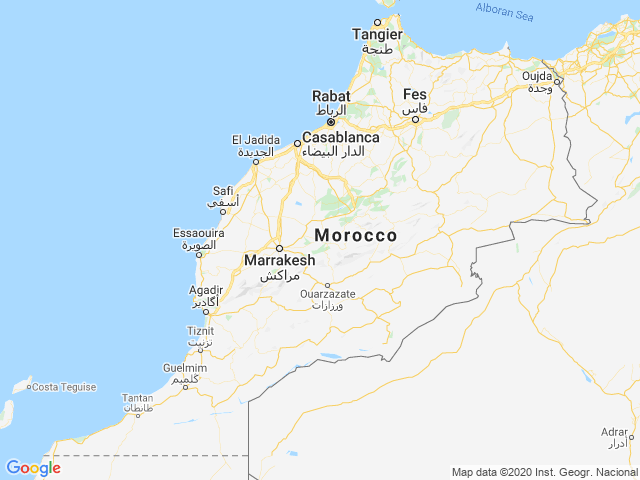 Alboran Sea
Tangier
طنجة
Oujda
وجدة
Rabat
الرباط
Fes
فاس
Casablanca
الدار البيضاء
El Jadida
الجديدة
Safi
أسفي
Essaouira
الصويرة
Morocco
Marrakesh
مراكش
Agadir
أگادير
Ouarzazate
ورزازات
Tiznit
تزنيت
Guelmim
گلميم
Costa Teguise
Tantan
طانطان
Adrar
أدرار
Google
Map data ©2020 Inst. Geogr. Nacional